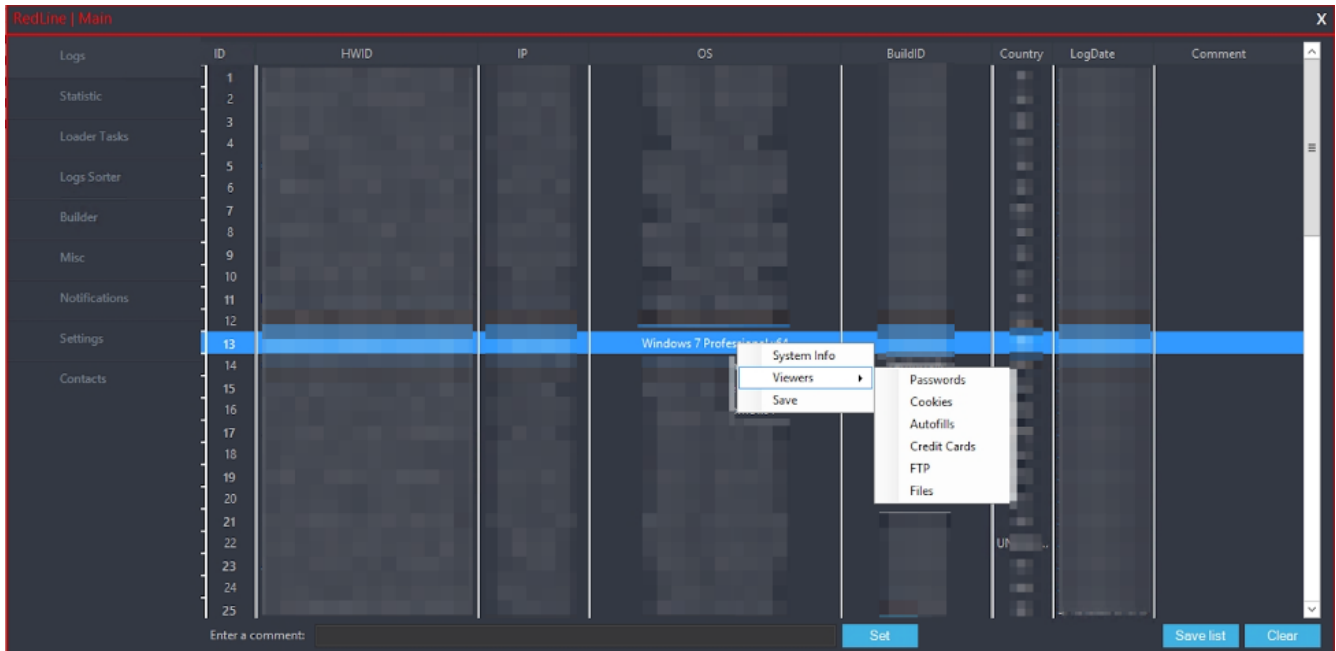 RedLine | Main X
Logs ID HWID IP OS BuildID Country LogDate Comment
1
Statistic 2
3
Loader Tasks 4
5
Logs Sorter 6
7
Builder 8
9
Misc 10
Notifications 11
12
Settings 13 Windows 7
System Info
14
Contacts Viewers Passwords
15
16 Save Cookies
17 Autofills
18 Credit Cards
19 FTP
20 Files
21
22
23
24
25
Enter a comment: Set Save list Clear